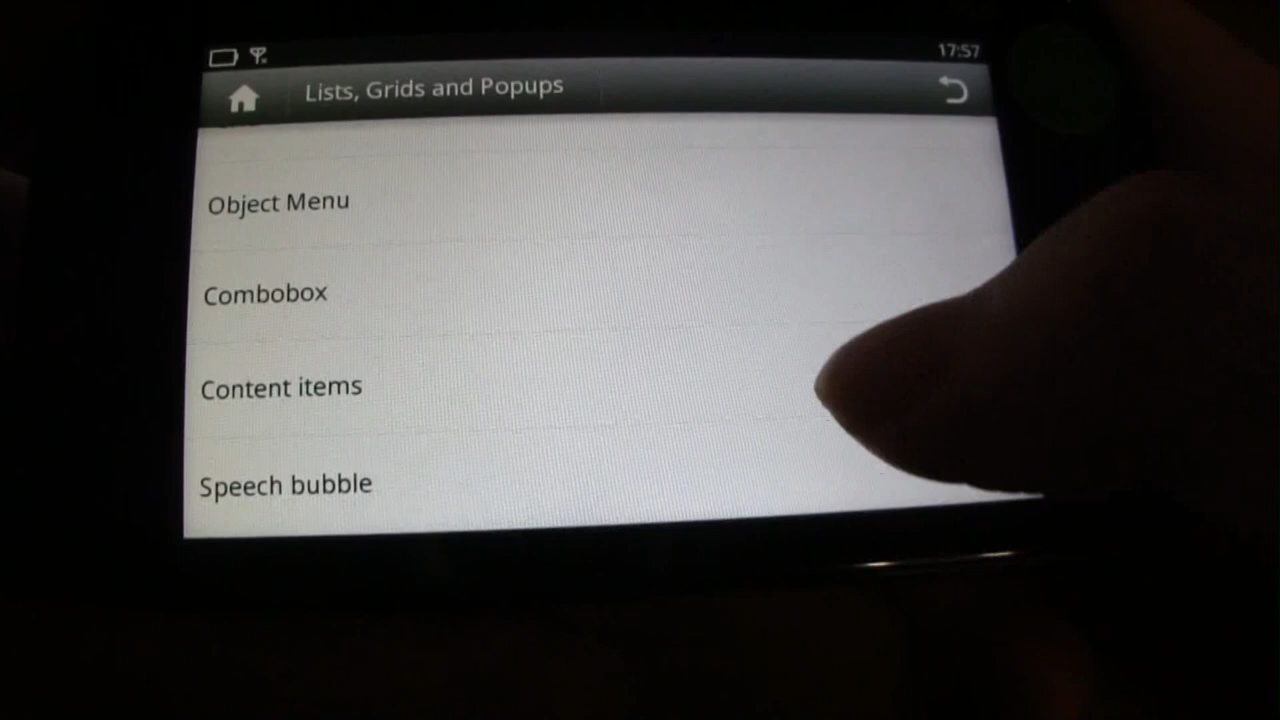 17:57
Lists, Grids and Popups
Object Menu
Combobox
Content items
Speech bubble